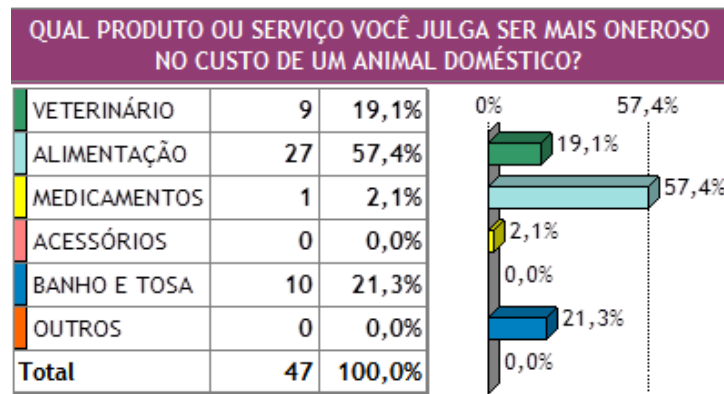 QUAL PRODUTO OU SERVIÇO VOCÊ JULGA SER MAIS ONEROSO
NO CUSTO DE UM ANIMAL DOMÉSTICO?
VETERINÁRIO 9 19,1%
ALIMENTAÇÃO 27 57,4%
MEDICAMENTOS 1 2,1%
ACESSÓRIOS 0 0,0%
BANHO E TOSA 10 21,3%
OUTROS 0 0,0%
Total 47 100,0%
0% 57,4%
19,1%
57,4%
2,1%
0,0%
21,3%
0,0%